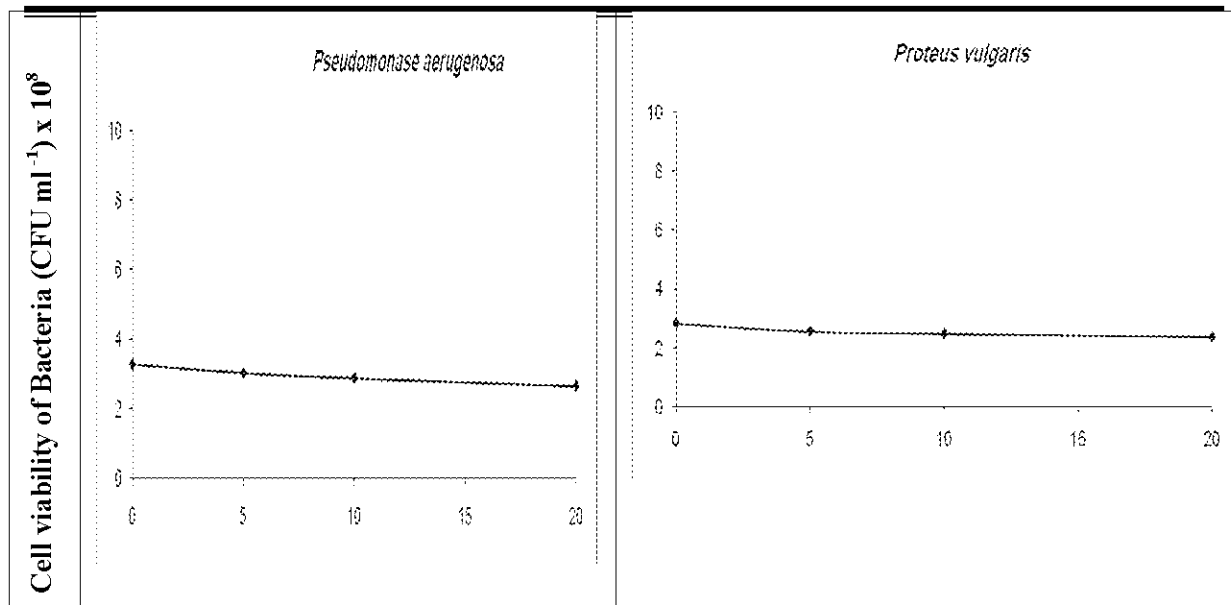 Cell viability of Bacteria (CFU ml ⁻¹) x 10⁸
Pseudomonase aerugenosa
10
8
6
4
2
0
0 5 10 15 20
Proteus vulgaris
10
8
6
4
2
0
0 5 10 15 20